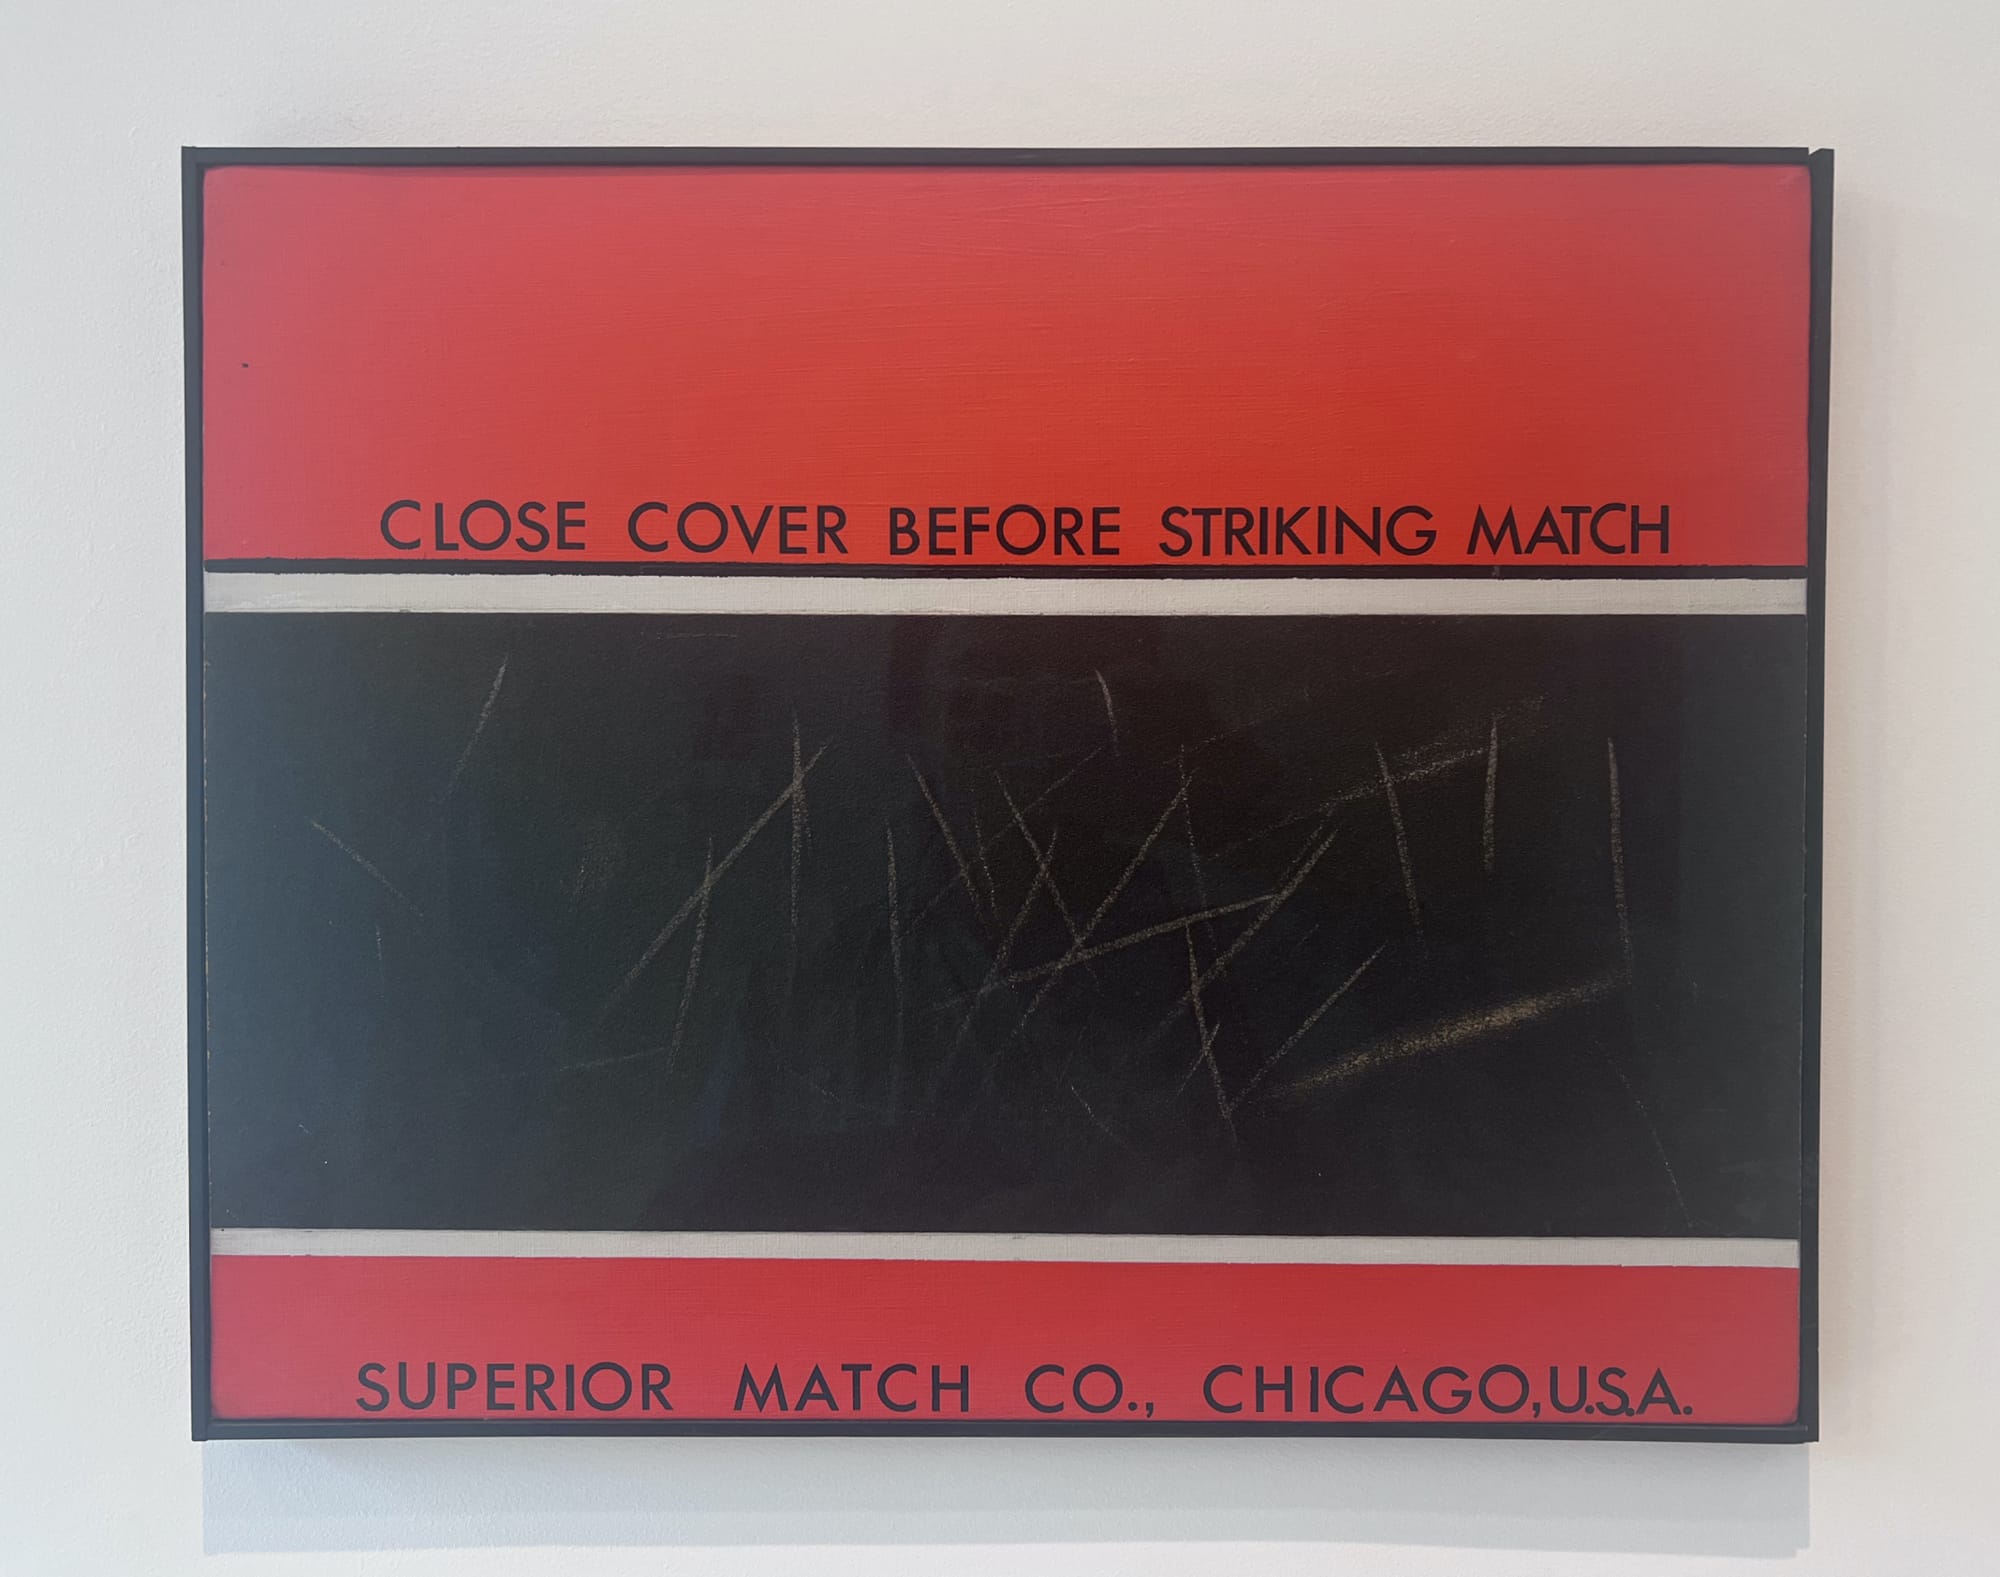 CLOSE COVER BEFORE STRIKING MATCH
SUPERIOR MATCH CO., CHICAGO, U.S.A.